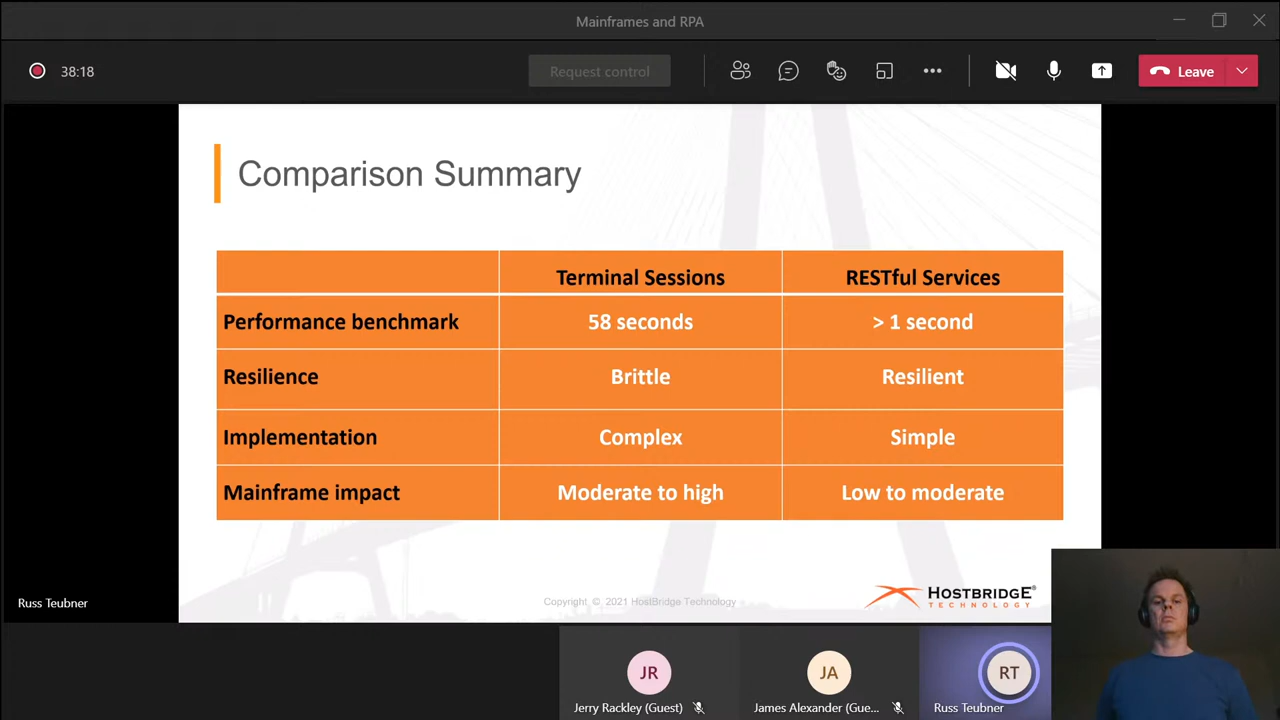 Mainframes and RPA
38:18
Request control
Leave
Comparison Summary
Terminal Sessions RESTful Services
Performance benchmark 58 seconds > 1 second
Resilience Brittle Resilient
Implementation Complex Simple
Mainframe impact Moderate to high Low to moderate
Russ Teubner
Copyright © 2021 HostBridge Technology
HOSTBRIDGE®
TECHNOLOGY
JR
JA
RT
Jerry Rackley (Guest)
James Alexander (Gue...
Russ Teubner